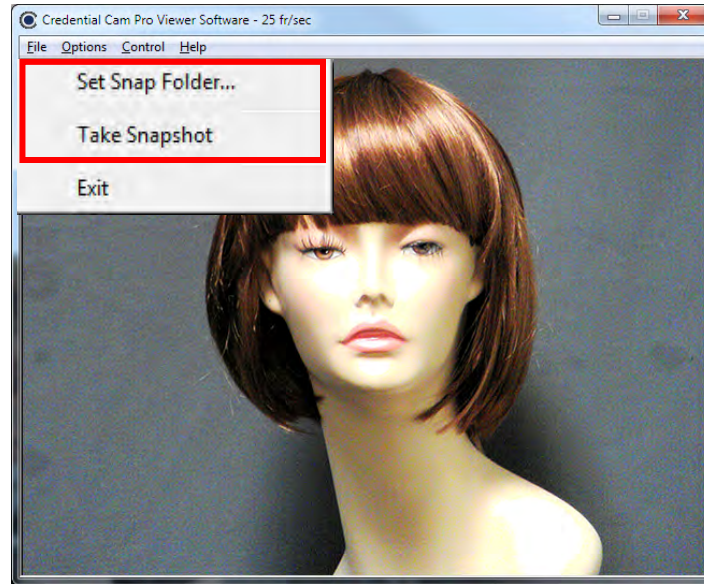 Credential Cam Pro Viewer Software - 25 fr/sec
File Options Control Help
Set Snap Folder...
Take Snapshot
Exit